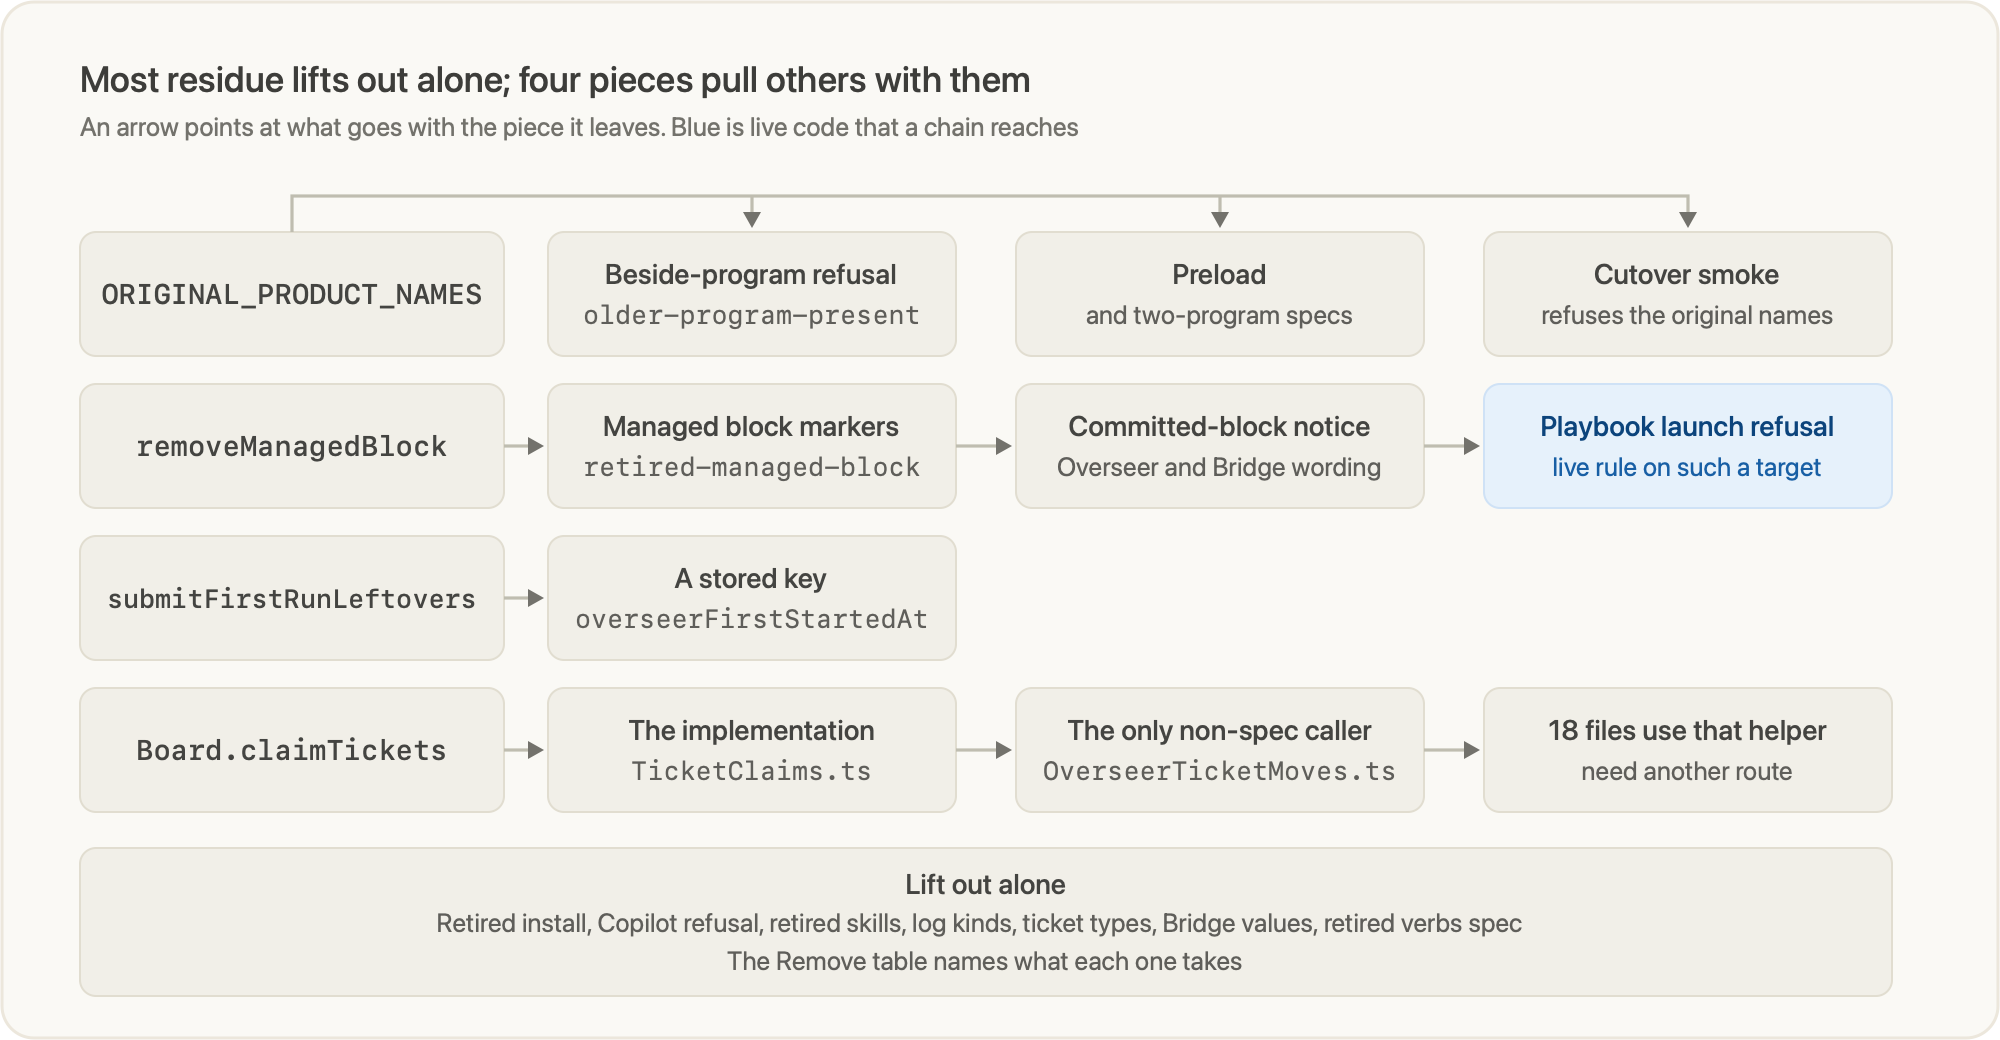 Most residue lifts out alone; four pieces pull others with them
An arrow points at what goes with the piece it leaves. Blue is live code that a chain reaches
ORIGINAL_PRODUCT_NAMES
Beside-program refusal
older-program-present
Preload
and two-program specs
Cutover smoke
refuses the original names
removeManagedBlock
Managed block markers
retired-managed-block
Committed-block notice
Overseer and Bridge wording
Playbook launch refusal
live rule on such a target
submitFirstRunLeftovers
A stored key
overseerFirstStartedAt
Board.claimTickets
The implementation
TicketClaims.ts
The only non-spec caller
OverseerTicketMoves.ts
18 files use that helper
need another route
Lift out alone
Retired install, Copilot refusal, retired skills, log kinds, ticket types, Bridge values, retired verbs spec
The Remove table names what each one takes